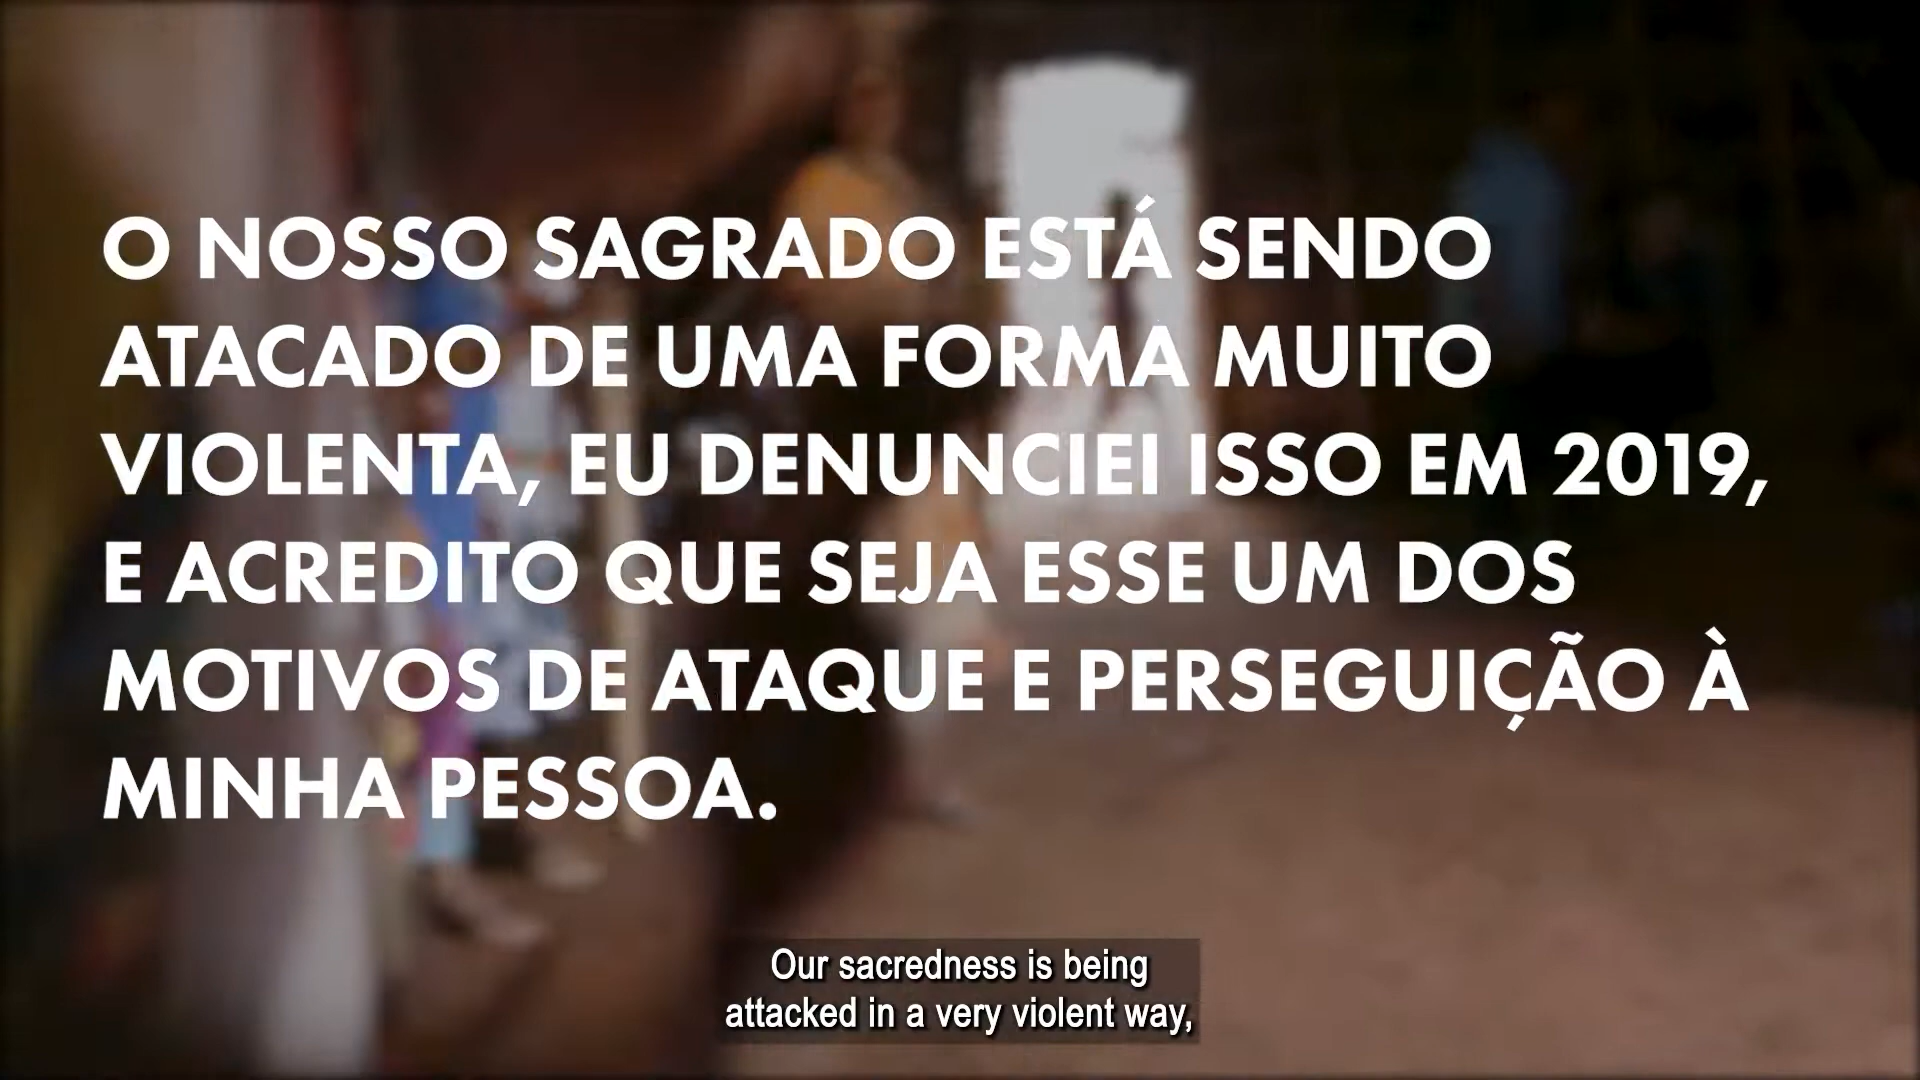 O NOSSO SAGRADO ESTÁ SENDO
ATACADO DE UMA FORMA MUITO
VIOLENTA, EU DENUNCIEI ISSO EM 2019,
E ACREDITO QUE SEJA ESSE UM DOS
MOTIVOS DE ATAQUE E PERSEGUIÇÃO À
MINHA PESSOA.
Our sacredness is being
attacked in a very violent way,